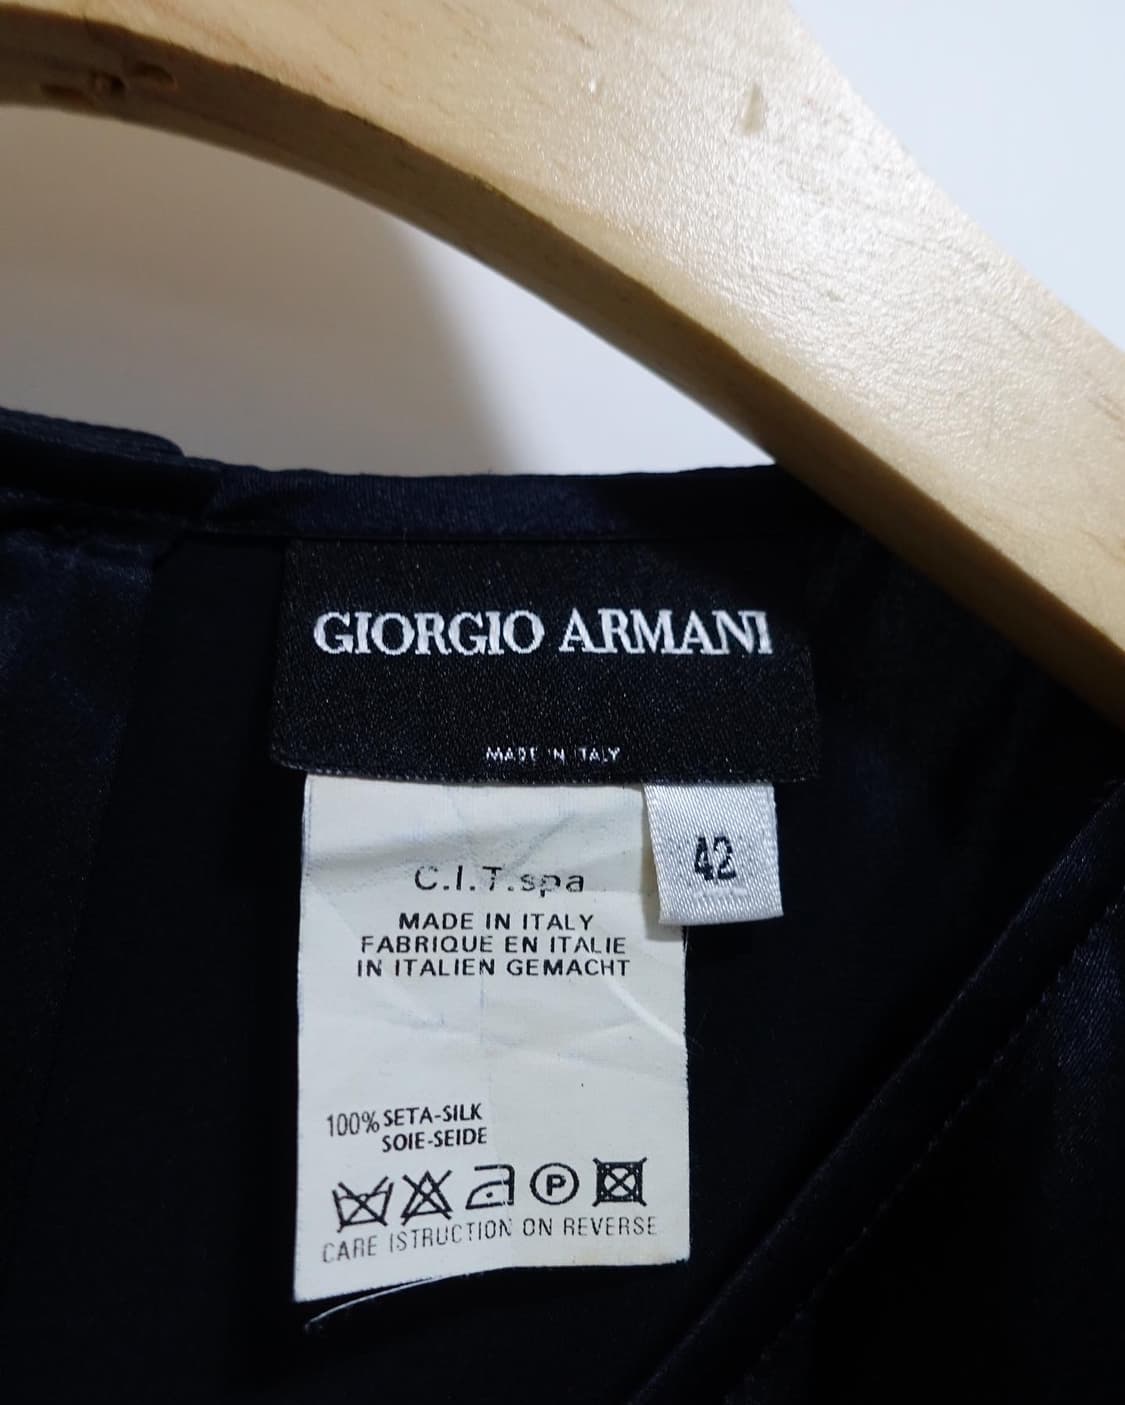 GIORGIO ARMANI
MADE IN ITALY
42
C.I.T.spa
MADE IN ITALY
FABRIQUE EN ITALIE
IN ITALIEN GEMACHT
100% SETA-SILK
SOIE-SEIDE
P
CARE ISTRUCTION ON REVERSE